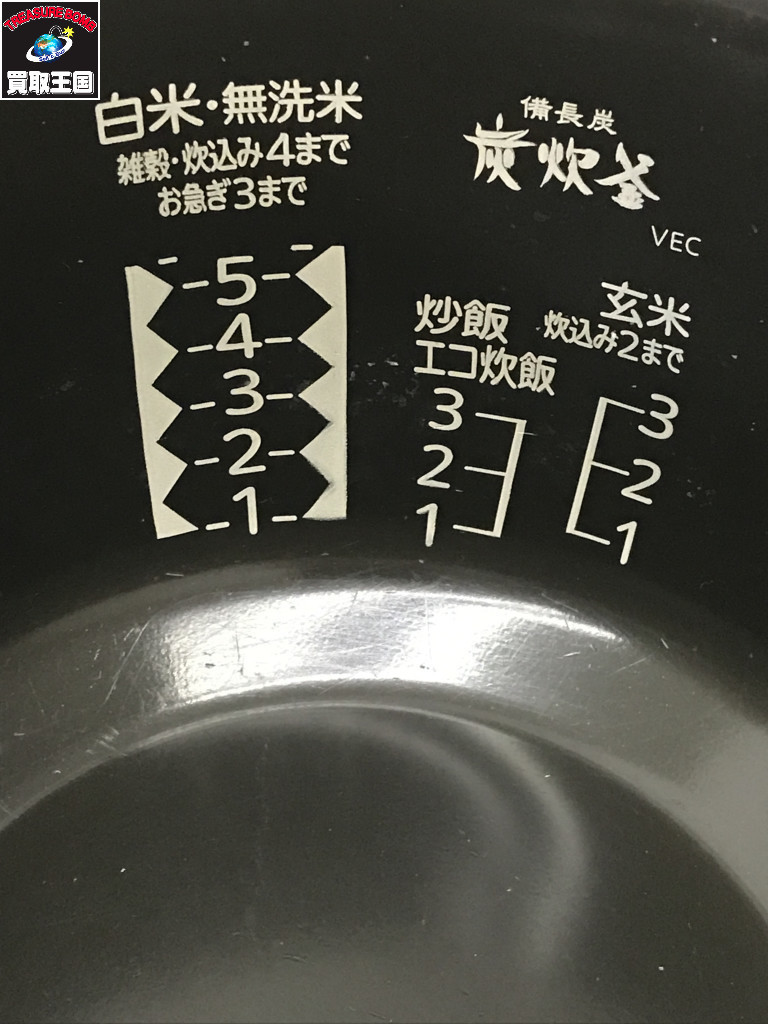 TREASURE BOMB
買取王国
白米・無洗米
雑穀・炊込み4まで
お急ぎ3まで
5
4
3
2
1
備長炭
炭炊釜
VEC
炒飯
エコ炊飯
3
2
1
玄米
炊込み2まで
3
2
1